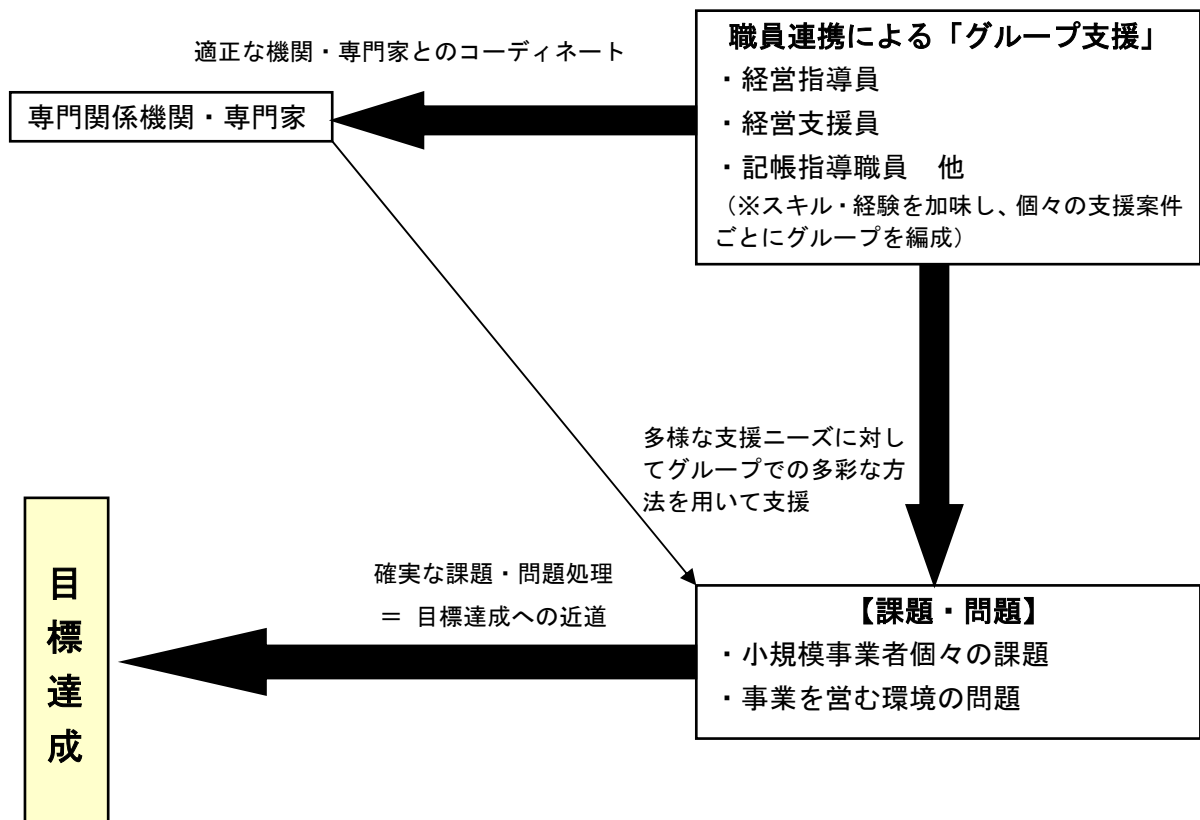 職員連携による「グループ支援」
・経営指導員
・経営支援員
・記帳指導職員　他
（※スキル・経験を加味し、個々の支援案件
ごとにグループを編成）
適正な機関・専門家とのコーディネート
専門関係機関・専門家
多様な支援ニーズに対し
てグループでの多彩な方
法を用いて支援
【課題・問題】
・小規模事業者個々の課題
・事業を営む環境の問題
確実な課題・問題処理
＝ 目標達成への近道
目標達成